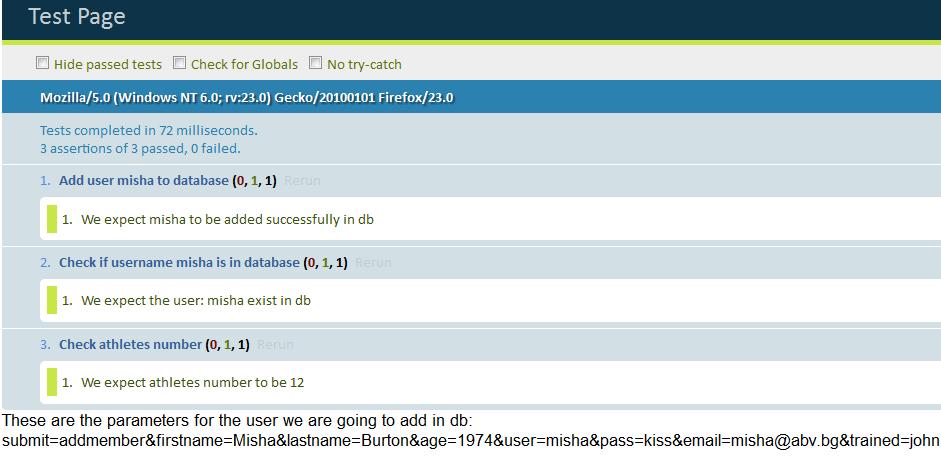 Test Page
Hide passed tests Check for Globals No try-catch
Mozilla/5.0 (Windows NT 6.0; rv:23.0) Gecko/20100101 Firefox/23.0
Tests completed in 72 milliseconds.
3 assertions of 3 passed, 0 failed.
1. Add user misha to database (0, 1, 1) Rerun
1. We expect misha to be added successfully in db
2. Check if username misha is in database (0, 1, 1) Rerun
1. We expect the user: misha exist in db
3. Check athletes number (0, 1, 1) Rerun
1. We expect athletes number to be 12
These are the parameters for the user we are going to add in db:
submit=addmember&firstname=Misha&lastname=Burton&age=1974&user=misha&pass=kiss&email=misha@abv.bg&trained=john